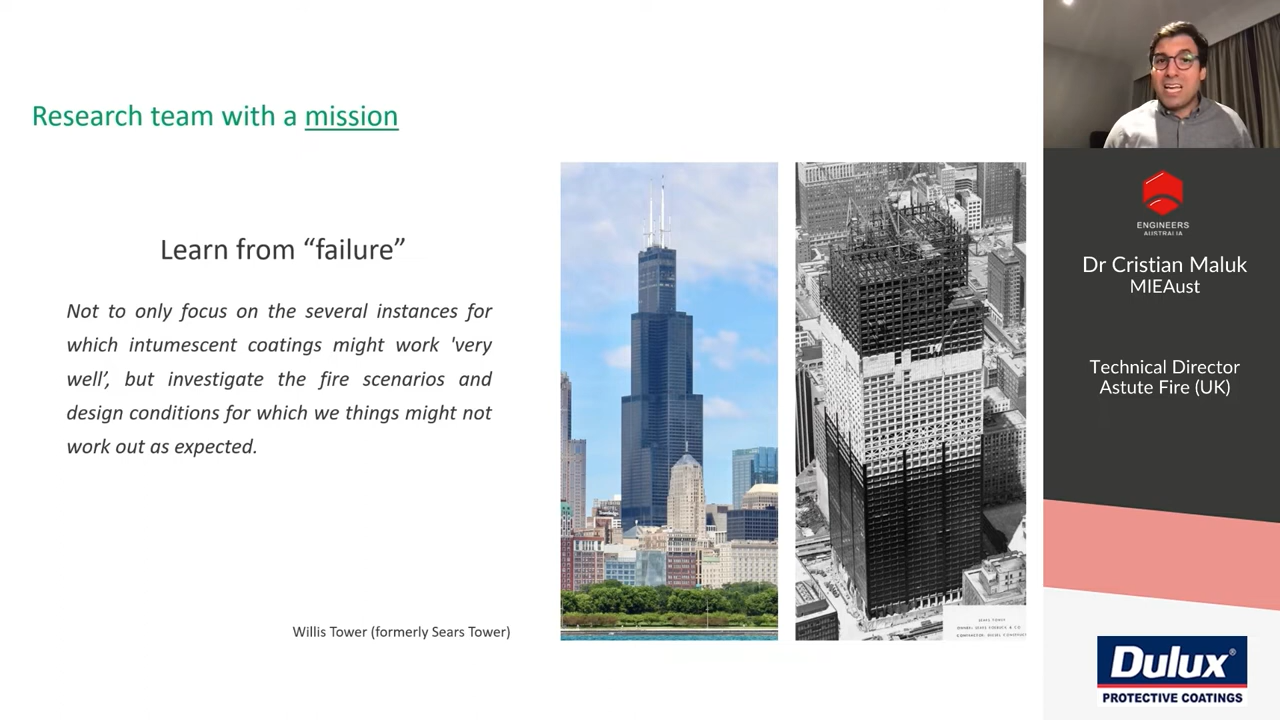 Research team with a mission
Learn from “failure”
Not to only focus on the several instances for
which intumescent coatings might work 'very
well’, but investigate the fire scenarios and
design conditions for which we things might not
work out as expected.
Willis Tower (formerly Sears Tower)
SEARS TOWER
ENGINEERS
AUSTRALIA
Dr Cristian Maluk
MIEAust
Technical Director
Astute Fire (UK)
Dulux®
PROTECTIVE COATINGS